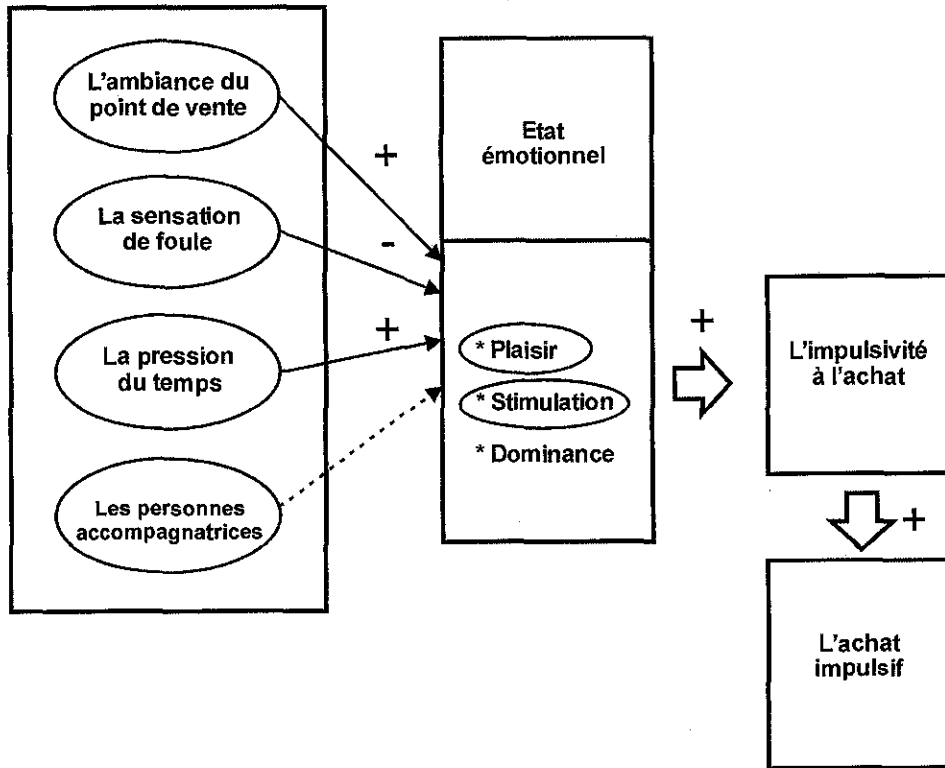 L'ambiance du
point de vente
La sensation
de foule
La pression
du temps
Les personnes
accompagnatrices
+
-
+
Etat
émotionnel
* Plaisir
* Stimulation
* Dominance
+
L'impulsivité
à l'achat
+
L'achat
impulsif